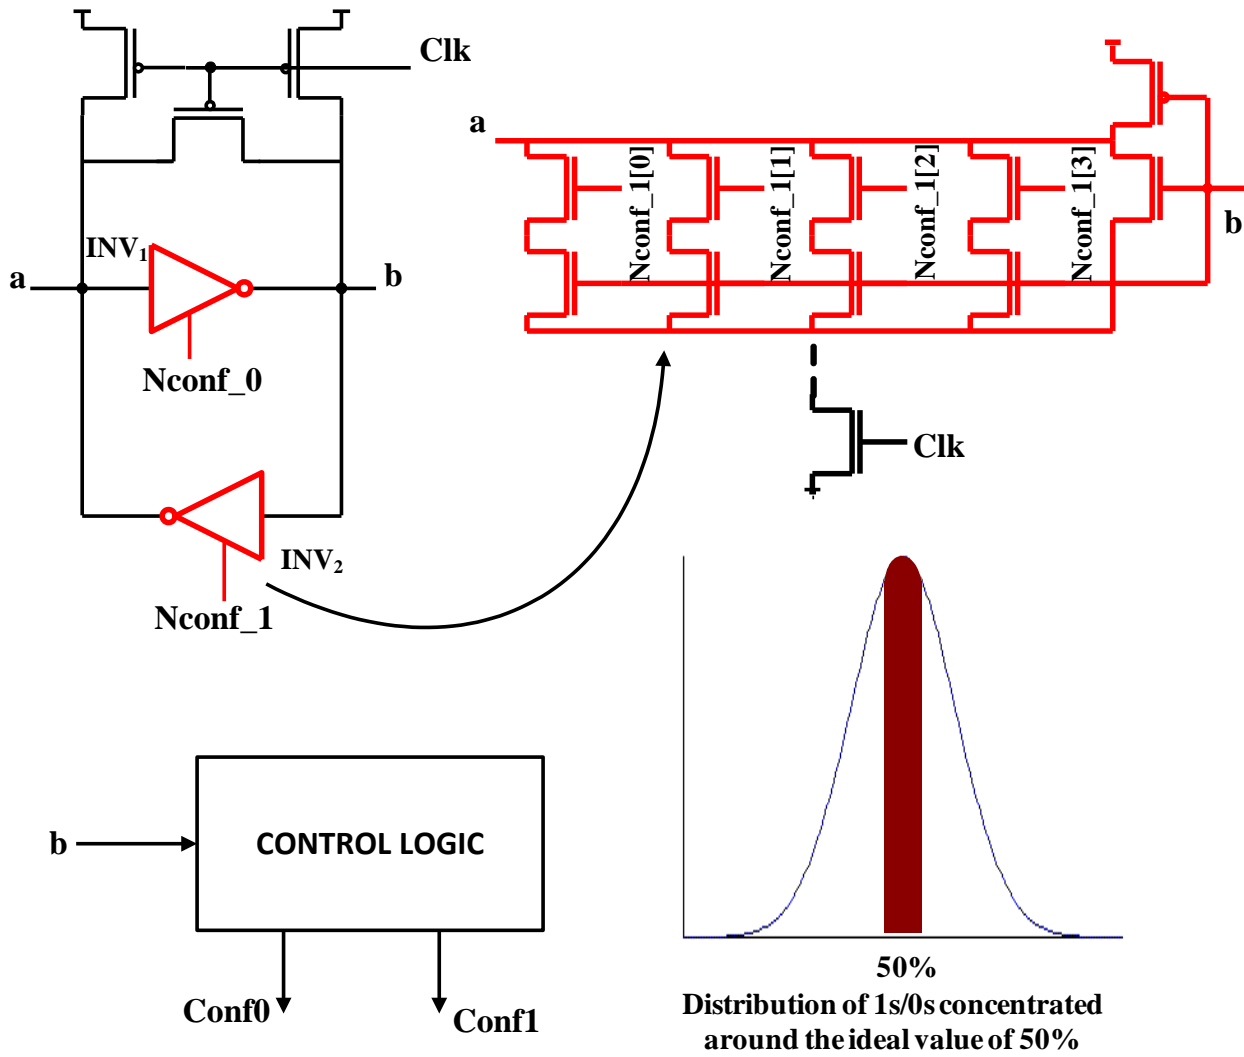 Clk
a
Nconf_1[0]
Nconf_1[1]
Nconf_1[2]
Nconf_1[3]
b
INV1
a
b
Nconf_0
Clk
INV2
Nconf_1
b
CONTROL LOGIC
Conf0
Conf1
50%
Distribution of 1s/0s concentrated
around the ideal value of 50%